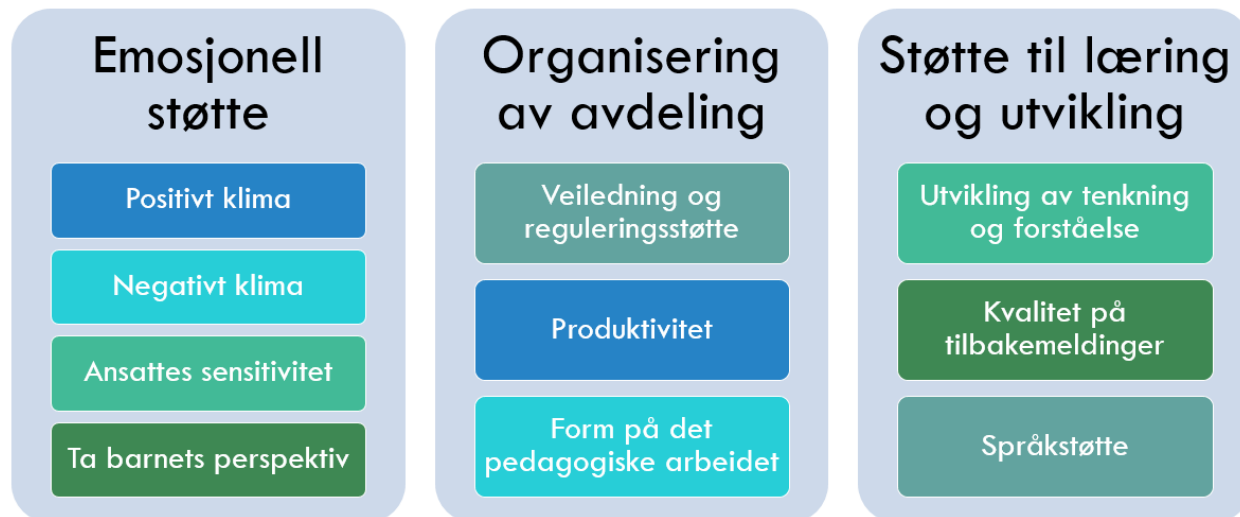 Emosjonell
støtte
Positivt klima
Negativt klima
Ansattes sensitivitet
Ta barnets perspektiv
Organisering
av avdeling
Veiledning og
reguleringsstøtte
Produktivitet
Form på det
pedagogiske arbeidet
Støtte til læring
og utvikling
Utvikling av tenkning
og forståelse
Kvalitet på
tilbakemeldinger
Språkstøtte